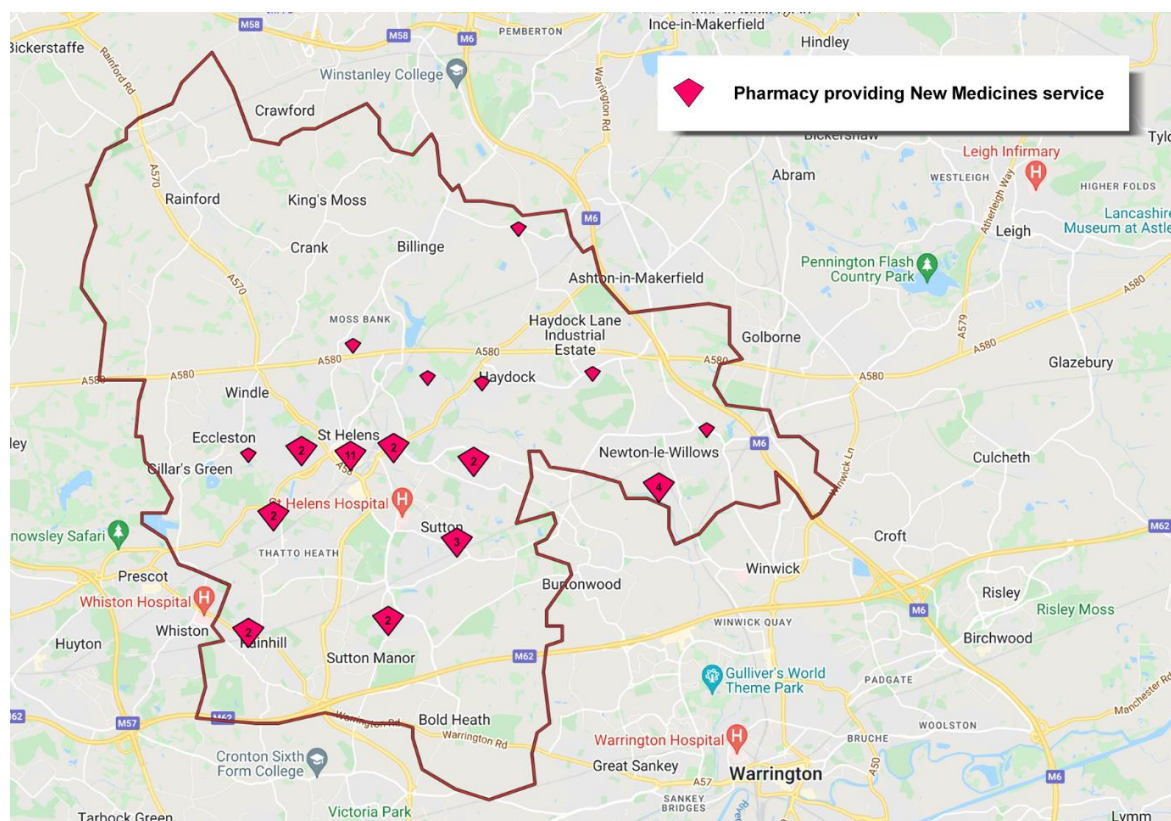 M58
M58
M6
PEMBERTON
Ince-in-Makerfield
Hindley
Bickerstaffe
Rainford Rd
Winstanley College
Warrington Rd
Pharmacy providing New Medicines service
Crawford
Abram
WESTLEIGH
Leigh Infirmary
H
HIGHER FOLDS
Atherleigh Way
A570
Rainford
King's Moss
M6
Leigh
Lancashire
Museum at Astle
Crank
Billinge
Pennington Flash
Country Park
Ashton-in-Makerfield
A580
A570
MOSS BANK
Haydock Lane
Industrial
Estate
Golborne
A579
Glazebury
A580
A580
A580
A580
A580
Haydock
Windle
Eccleston
St Helens
2
11
2
2
M6
Newton-le-Willows
Culcheth
Winwick Ln
Gillar's Green
A58
4
St Helens Hospital
H
2
Sutton
3
nowsley Safari
THATTO HEATH
Croft
Prescot
Burtonwood
Winwick
Risley
Whiston Hospital
H
M6
Risley Moss
Huyton
Whiston
2
Rainhill
2
WINWICK QUAY
Birchwood
Sutton Manor
M62
Gulliver's World
Theme Park
PADGATE
Manchester Rd
M57
M62
Warrington Rd
Bold Heath
Warrington Rd
WOOLSTON
Cronton Sixth
Form College
Warrington Hospital
H
BRUCHE
A50
Great Sankey
A57
Warrington
SANKEY
BRIDGES
Victoria Park
Tarbock Green
Lymm